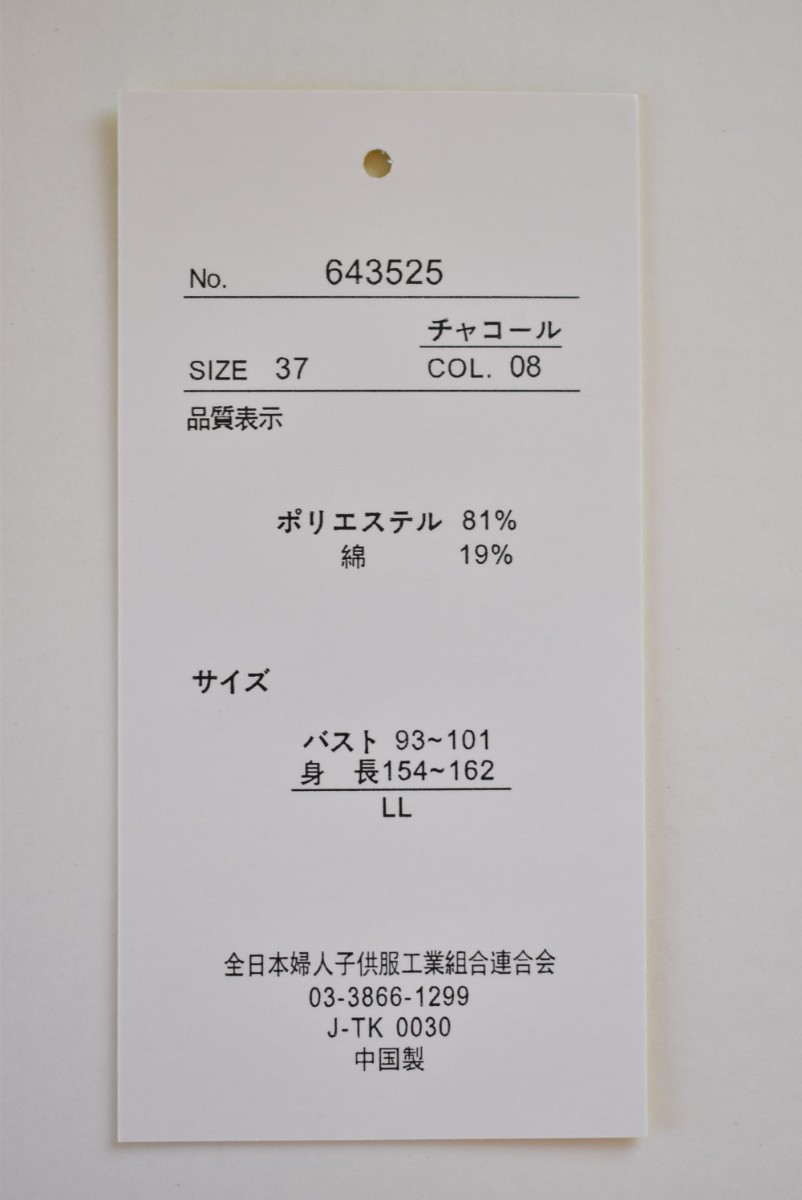 No. 643525
チャコール
SIZE 37 COL. 08
品質表示
ポリエステル 81%
綿 19%
サイズ
バスト 93~101
身 長154~162
LL
全日本婦人子供服工業組合連合会
03-3866-1299
J-TK 0030
中国製